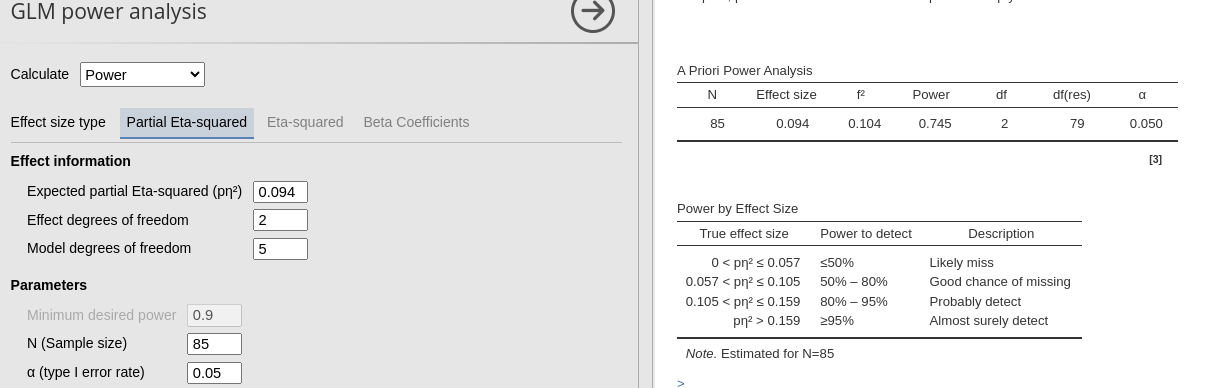 GLM power analysis
Calculate Power
Effect size type Partial Eta-squared Eta-squared Beta Coefficients
Effect information
Expected partial Eta-squared (pη²) 0.094
Effect degrees of freedom 2
Model degrees of freedom 5
Parameters
Minimum desired power 0.9
N (Sample size) 85
α (type I error rate) 0.05
A Priori Power Analysis
N Effect size f² Power df df(res) α
85 0.094 0.104 0.745 2 79 0.050
[3]
Power by Effect Size
True effect size Power to detect Description
0 < pη² ≤ 0.057 ≤50% Likely miss
0.057 < pη² ≤ 0.105 50% – 80% Good chance of missing
0.105 < pη² ≤ 0.159 80% – 95% Probably detect
pη² > 0.159 ≥95% Almost surely detect
Note. Estimated for N=85
>